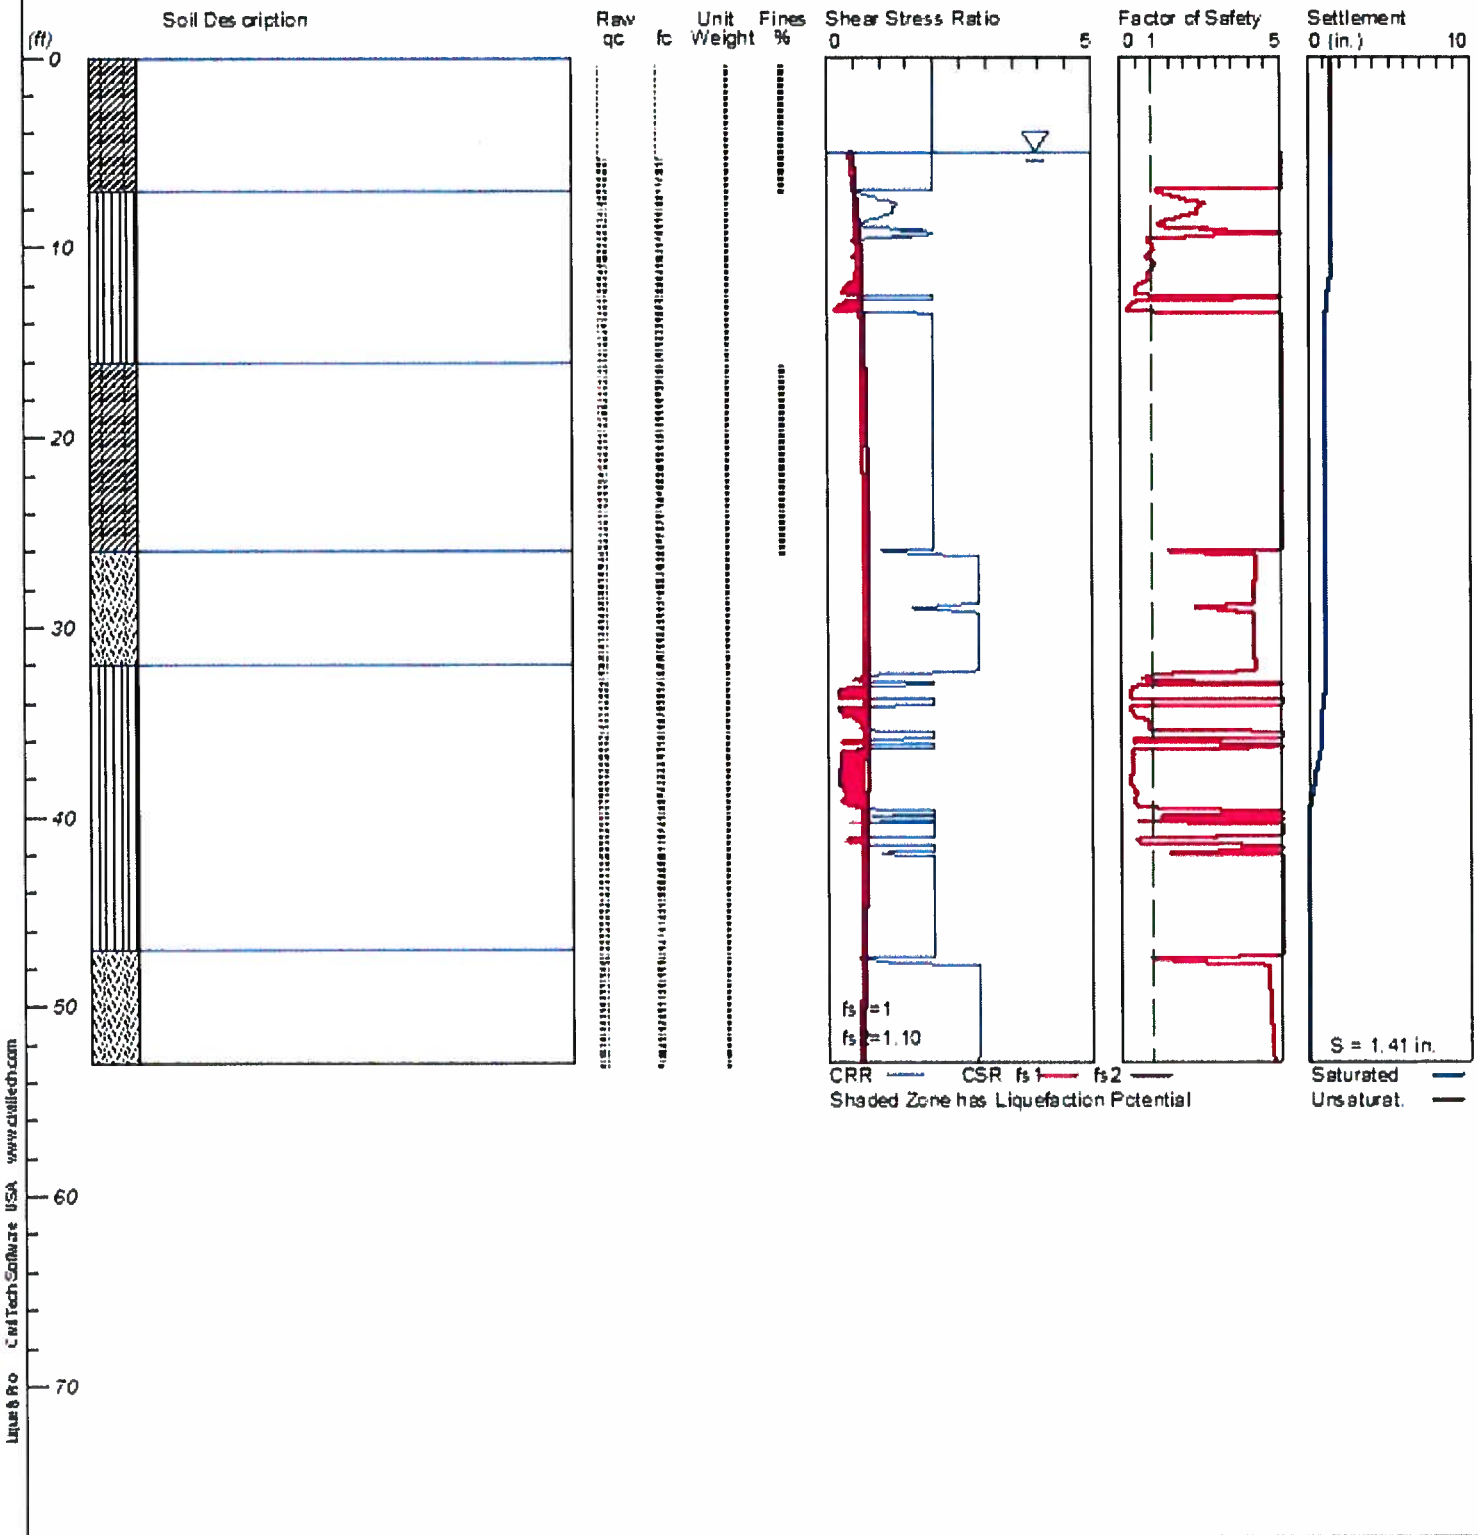 Soil Description
Raw Unit Fines Shear Stress Ratio Factor of Safety Settlement
(ft) qc fc Weight % 0 5 0 1 5 0 (in.) 10
0
10
20
30
40
50
60
70
fs1=1
fs2=1.10
S = 1.41 in.
CRR CSR fs1 fs2
Shaded Zone has Liquefaction Potential
Saturated
Unsaturat.
CivilTech Software USA www.civiltech.com